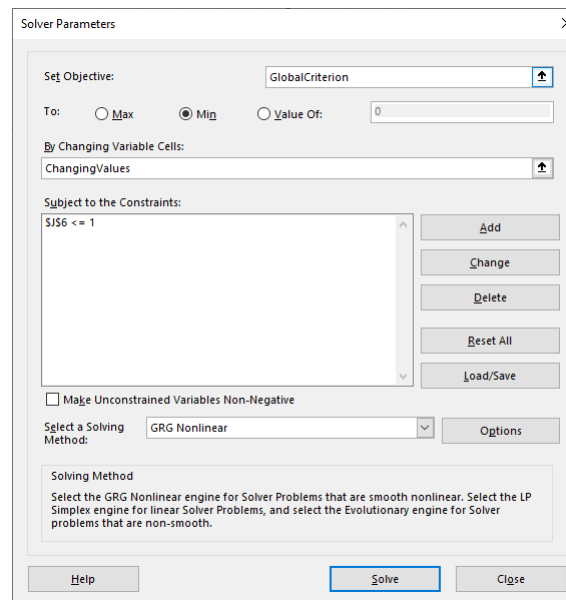 Solver Parameters
Set Objective:
GlobalCriterion
To:
Max
Min
Value Of:
0
By Changing Variable Cells:
ChangingValues
Subject to the Constraints:
$J$6 <= 1
Add
Change
Delete
Reset All
Load/Save
Make Unconstrained Variables Non-Negative
Select a Solving
Method:
GRG Nonlinear
Options
Solving Method
Select the GRG Nonlinear engine for Solver Problems that are smooth nonlinear. Select the LP
Simplex engine for linear Solver Problems, and select the Evolutionary engine for Solver
problems that are non-smooth.
Help
Solve
Close